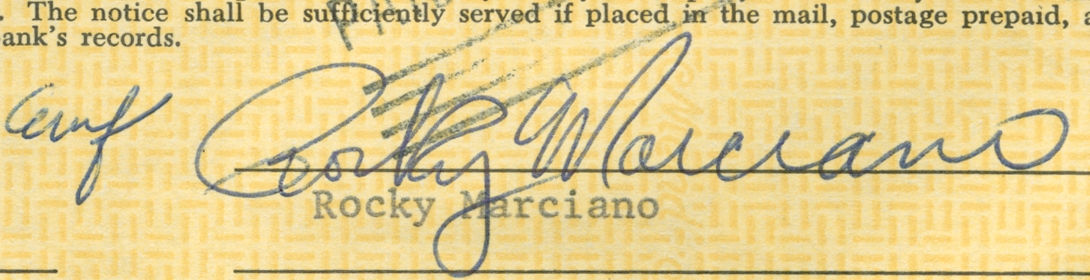 . The notice shall be sufficiently served if placed in the mail, postage prepaid,
ank's records.
Rocky Marciano
Rocky Marciano